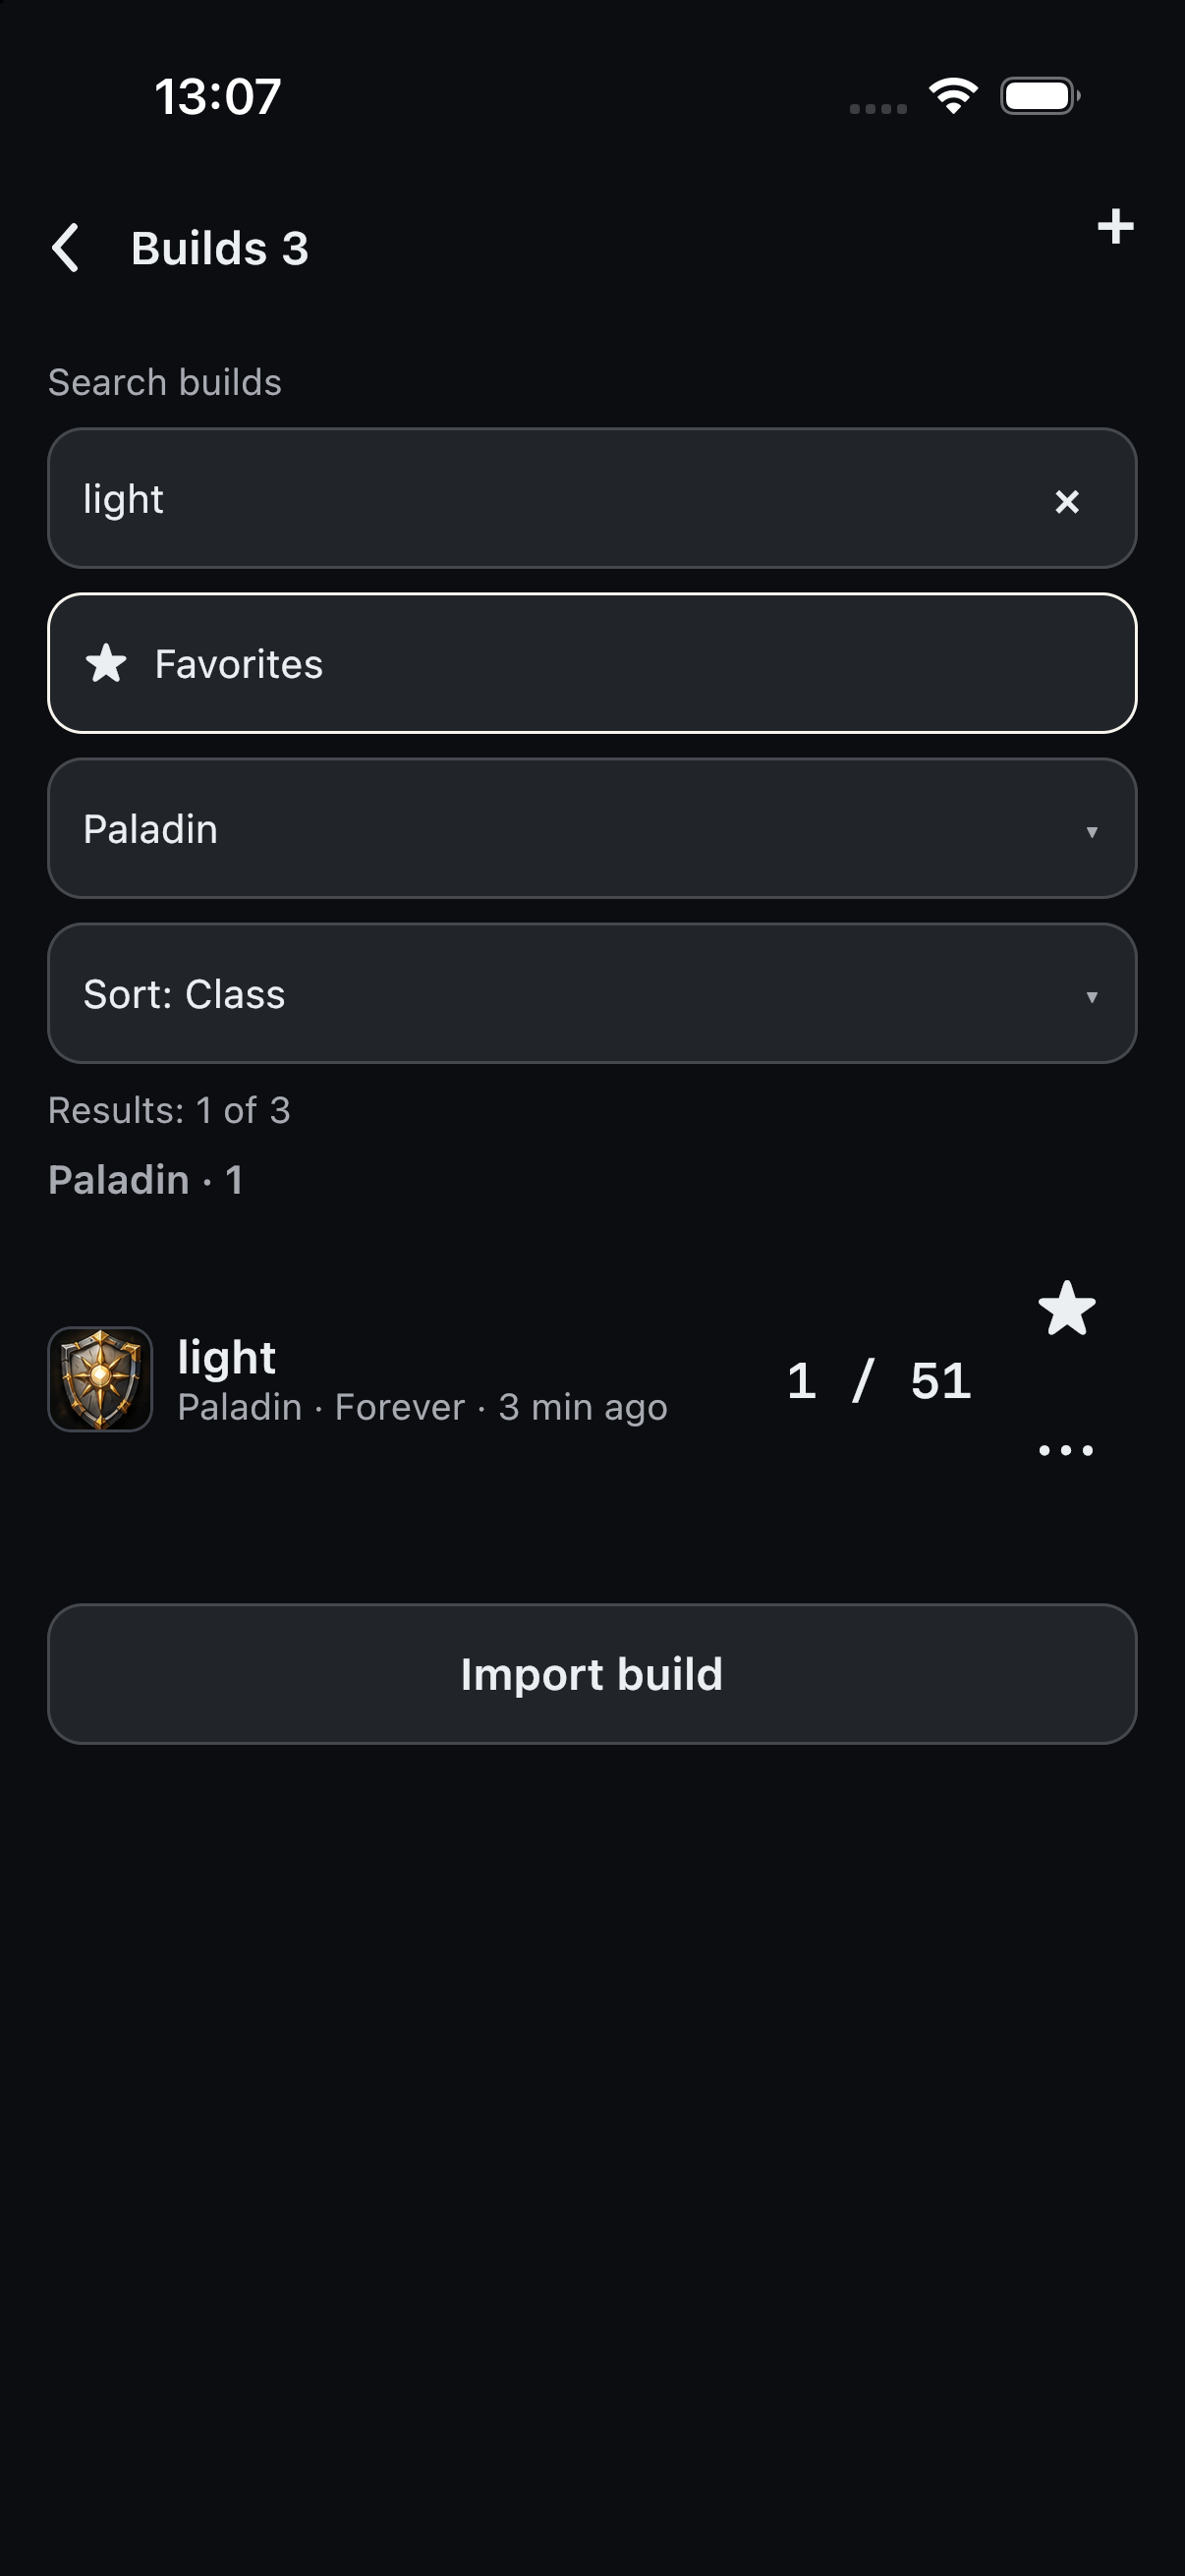 13:07
Builds 3
Search builds
light
Favorites
Paladin
Sort: Class
Results: 1 of 3
Paladin · 1
light
Paladin · Forever · 3 min ago
1 / 51
Import build